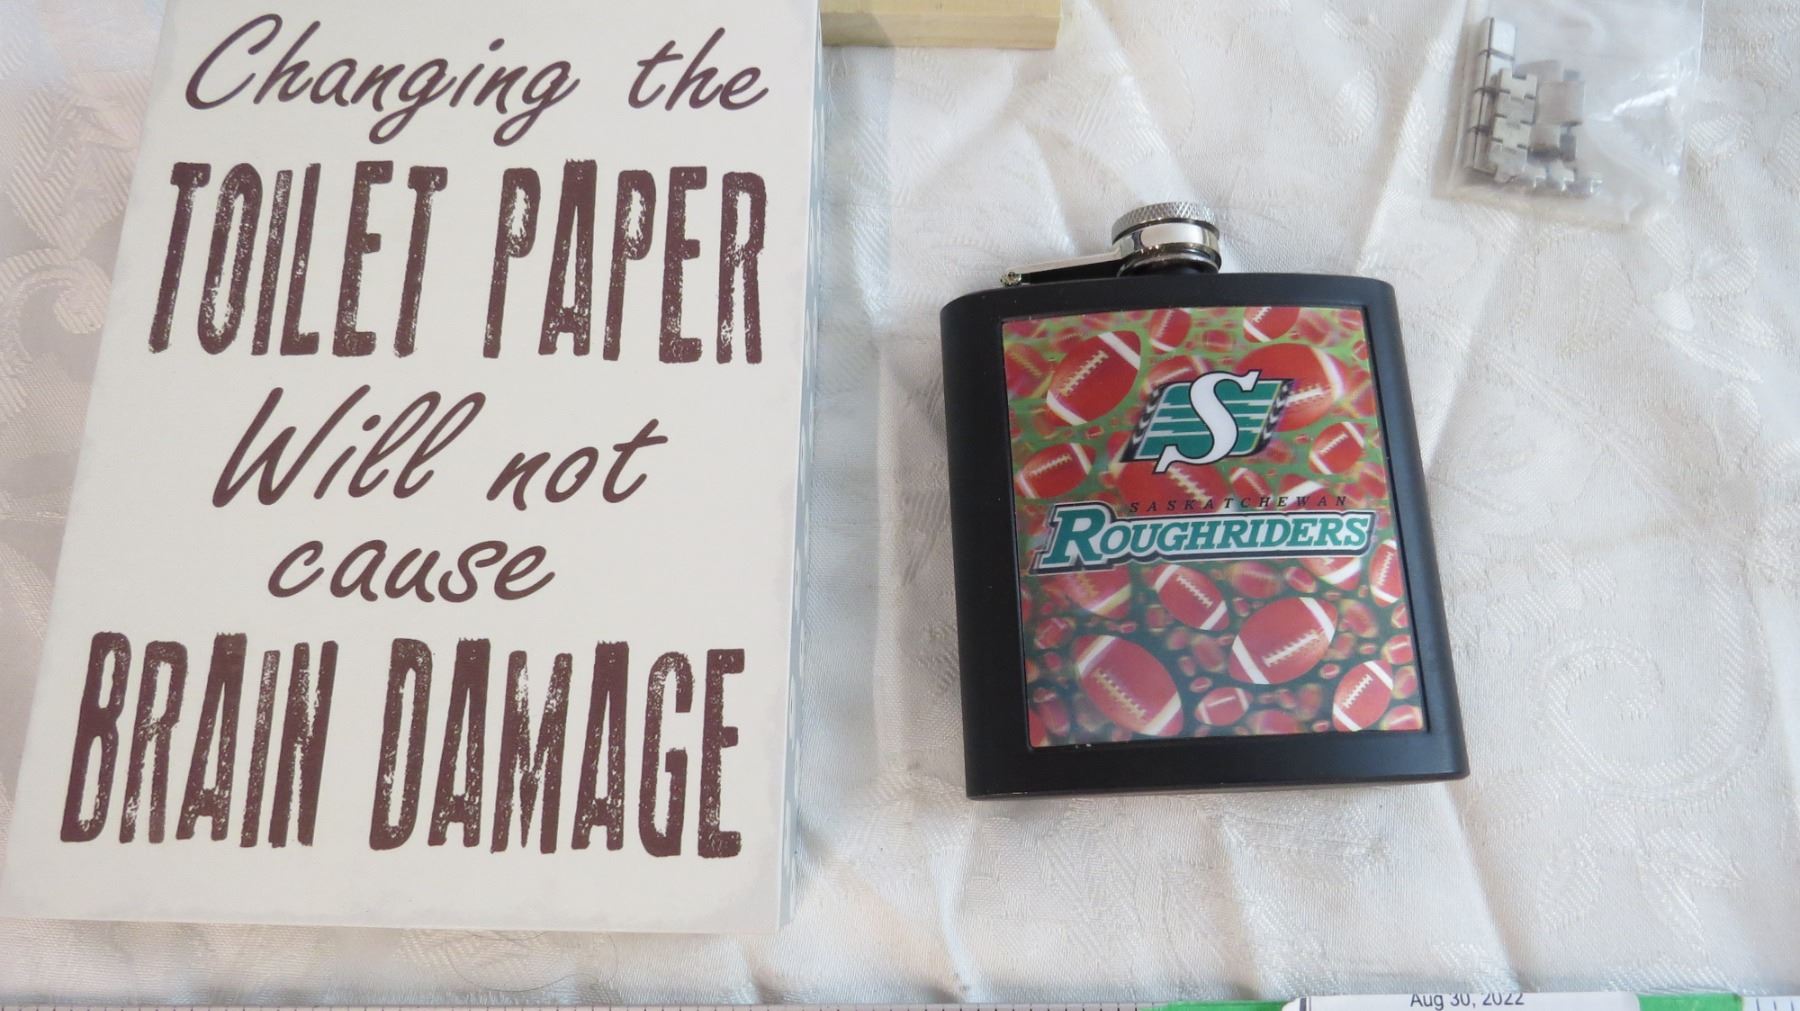 Changing the
TOILET PAPER
Will not
cause
BRAIN DAMAGE
S
SASKATCHEWAN
ROUGHRIDERS
Aug 30, 2022